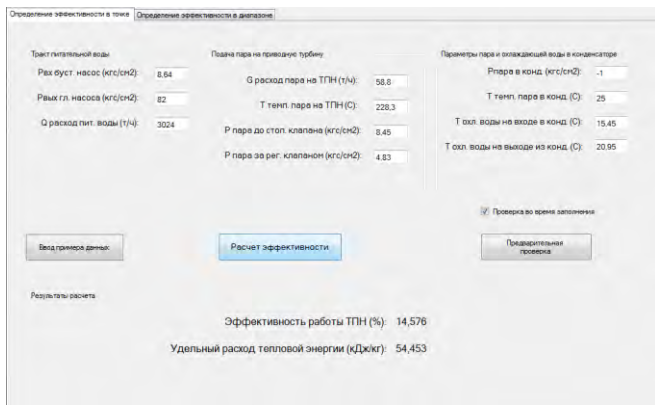 Определение эффективности в точке Определение эффективности в диапазоне
Тракт питательной воды
Рвх буст. насос (кгс/см2): 8.64
Рвых гл. насоса (кгс/см2): 82
Q расход пит. воды (т/ч): 3024
Подача пара на приводную турбину
G расход пара на ТПН (т/ч): 58.8
Т темп. пара на ТПН (С): 228.3
Р пара до стоп. клапана (кгс/см2): 8.45
Р пара за рег. клапаном (кгс/см2): 4.83
Параметры пара и охлаждающей воды в конденсаторе
Рпара в конд. (кгс/см2): -1
Т темп. пара в конд. (С): 25
Т охл. воды на входе в конд. (С): 15.45
Т охл. воды на выходе из конд. (С): 20.95
Проверка во время заполнения
Ввод примера данных
Расчет эффективности
Предварительная
проверка
Результаты расчета
Эффективность работы ТПН (%): 14,576
Удельный расход тепловой энергии (кДж/кг): 54,453